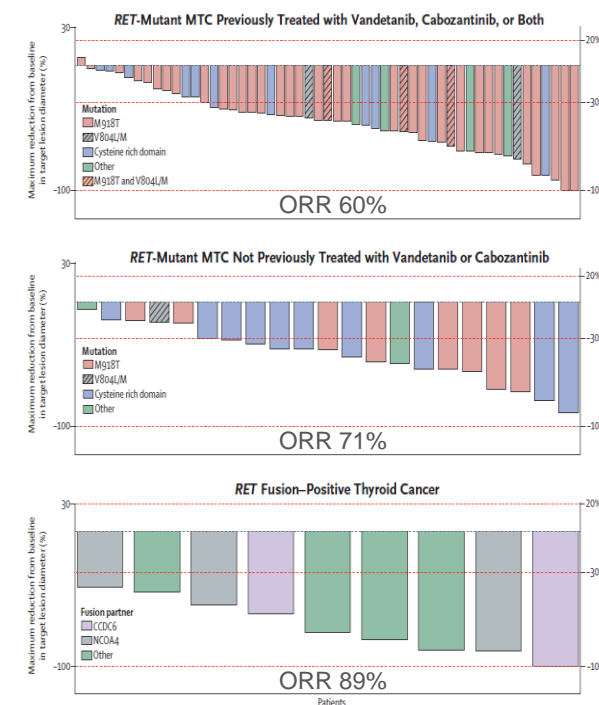 RET-Mutant MTC Previously Treated with Vandetanib, Cabozantinib, or Both
30
20%
Maximum reduction from baseline
in target lesion diameter (%)
-30
Mutation
M918T
V804L/M
Cysteine rich domain
Other
M918T and V804L/M
-100
-10
ORR 60%
RET-Mutant MTC Not Previously Treated with Vandetanib or Cabozantinib
30
20%
Maximum reduction from baseline
in target lesion diameter (%)
-30
Mutation
M918T
V804L/M
Cysteine rich domain
Other
-100
-10
ORR 71%
RET Fusion–Positive Thyroid Cancer
30
20%
Maximum reduction from baseline
in target lesion diameter (%)
-30
Fusion partner
CCDC6
NCOA4
Other
-100
-10
ORR 89%
Patients